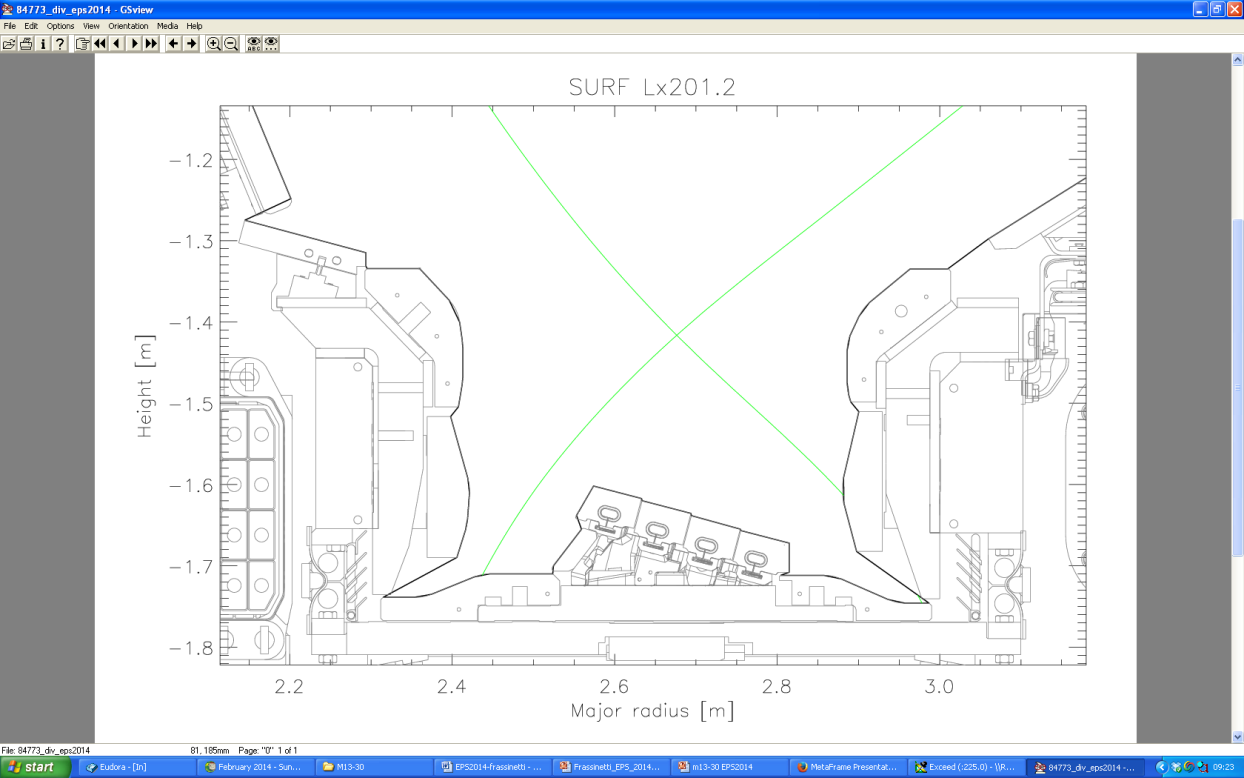 84773_div_eps2014 - GSview
File Edit Options View Orientation Media Help
SURF Lx201.2
-1.2
-1.3
-1.4
-1.5
-1.6
-1.7
-1.8
Height [m]
2.2 2.4 2.6 2.8 3.0
Major radius [m]
File: 84773_div_eps2014 81, 185mm Page: "0" 1 of 1
start Eudora - [In] February 2014 - Sun... M13-30 EPS2014-frassinetti - ... Frassinetti_EPS_2014... m13-30 EPS2014 MetaFrame Presentat... Exceed (:225.0) - \\R... 84773_div_eps2014 -... 09:23